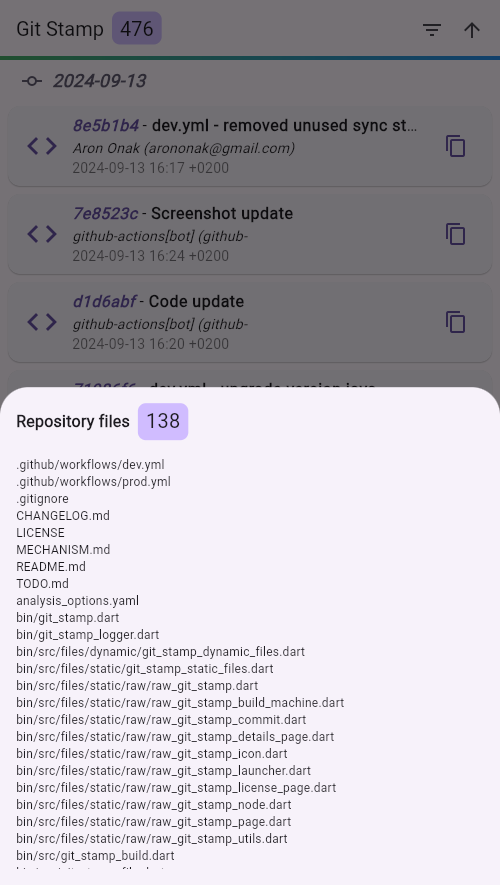 Git Stamp 476
2024-09-13
8e5b1b4 - dev.yml - removed unused sync st...
Aron Onak (arononak@gmail.com)
2024-09-13 16:17 +0200
7e8523c - Screenshot update
github-actions[bot] (github-
2024-09-13 16:24 +0200
d1d6abf - Code update
github-actions[bot] (github-
2024-09-13 16:20 +0200
Repository files 138
.github/workflows/dev.yml
.github/workflows/prod.yml
.gitignore
CHANGELOG.md
LICENSE
MECHANISM.md
README.md
TODO.md
analysis_options.yaml
bin/git_stamp.dart
bin/git_stamp_logger.dart
bin/src/files/dynamic/git_stamp_dynamic_files.dart
bin/src/files/static/git_stamp_static_files.dart
bin/src/files/static/raw/raw_git_stamp.dart
bin/src/files/static/raw/raw_git_stamp_build_machine.dart
bin/src/files/static/raw/raw_git_stamp_commit.dart
bin/src/files/static/raw/raw_git_stamp_details_page.dart
bin/src/files/static/raw/raw_git_stamp_icon.dart
bin/src/files/static/raw/raw_git_stamp_launcher.dart
bin/src/files/static/raw/raw_git_stamp_license_page.dart
bin/src/files/static/raw/raw_git_stamp_node.dart
bin/src/files/static/raw/raw_git_stamp_page.dart
bin/src/files/static/raw/raw_git_stamp_utils.dart
bin/src/git_stamp_build.dart